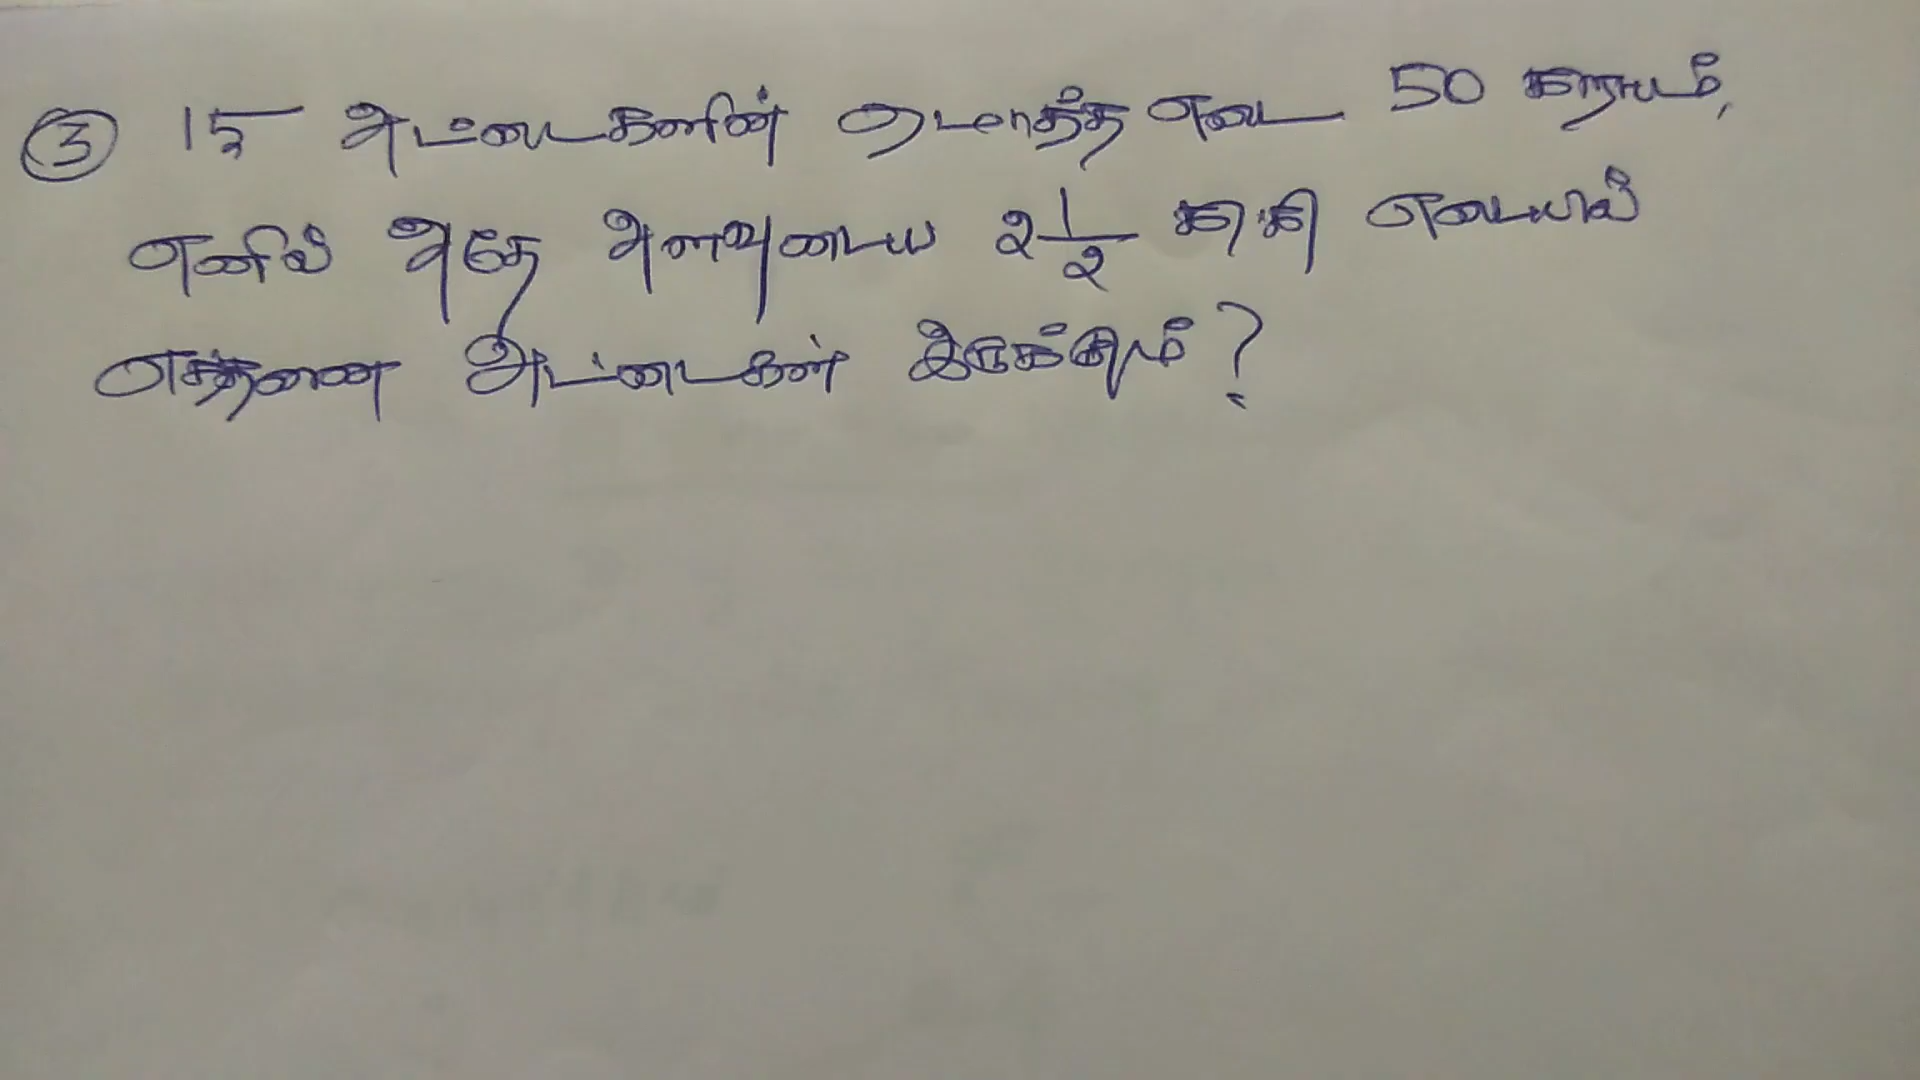 ③ 15 அட்டைகளின் மொத்த எடை 50 கிராம்,
எனில் அதே அளவுடைய 2 1/2 கி.கி எடையில்
எத்தனை அட்டைகள் இருக்கும்?